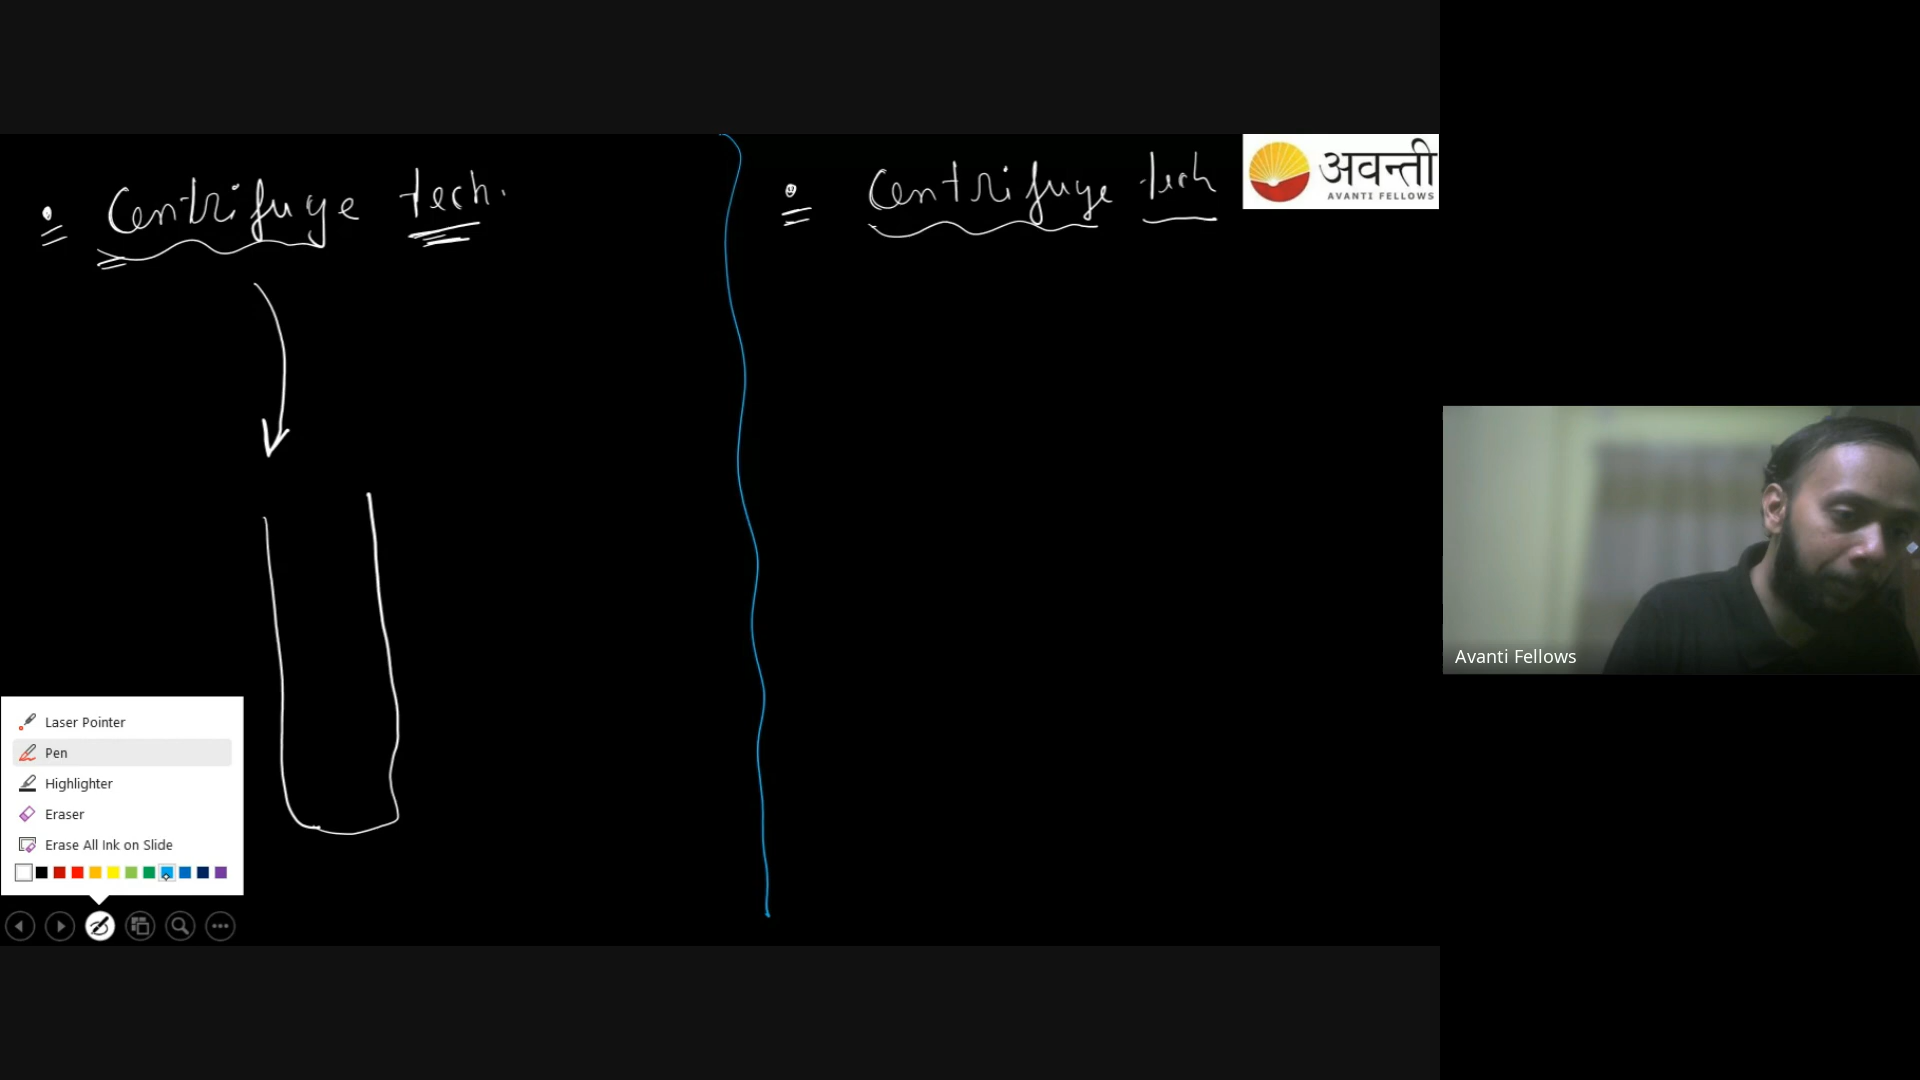 Centrifuge tech.
Centrifuge tech
अवन्ती
AVANTI FELLOWS
Avanti Fellows
Laser Pointer
Pen
Highlighter
Eraser
Erase All Ink on Slide